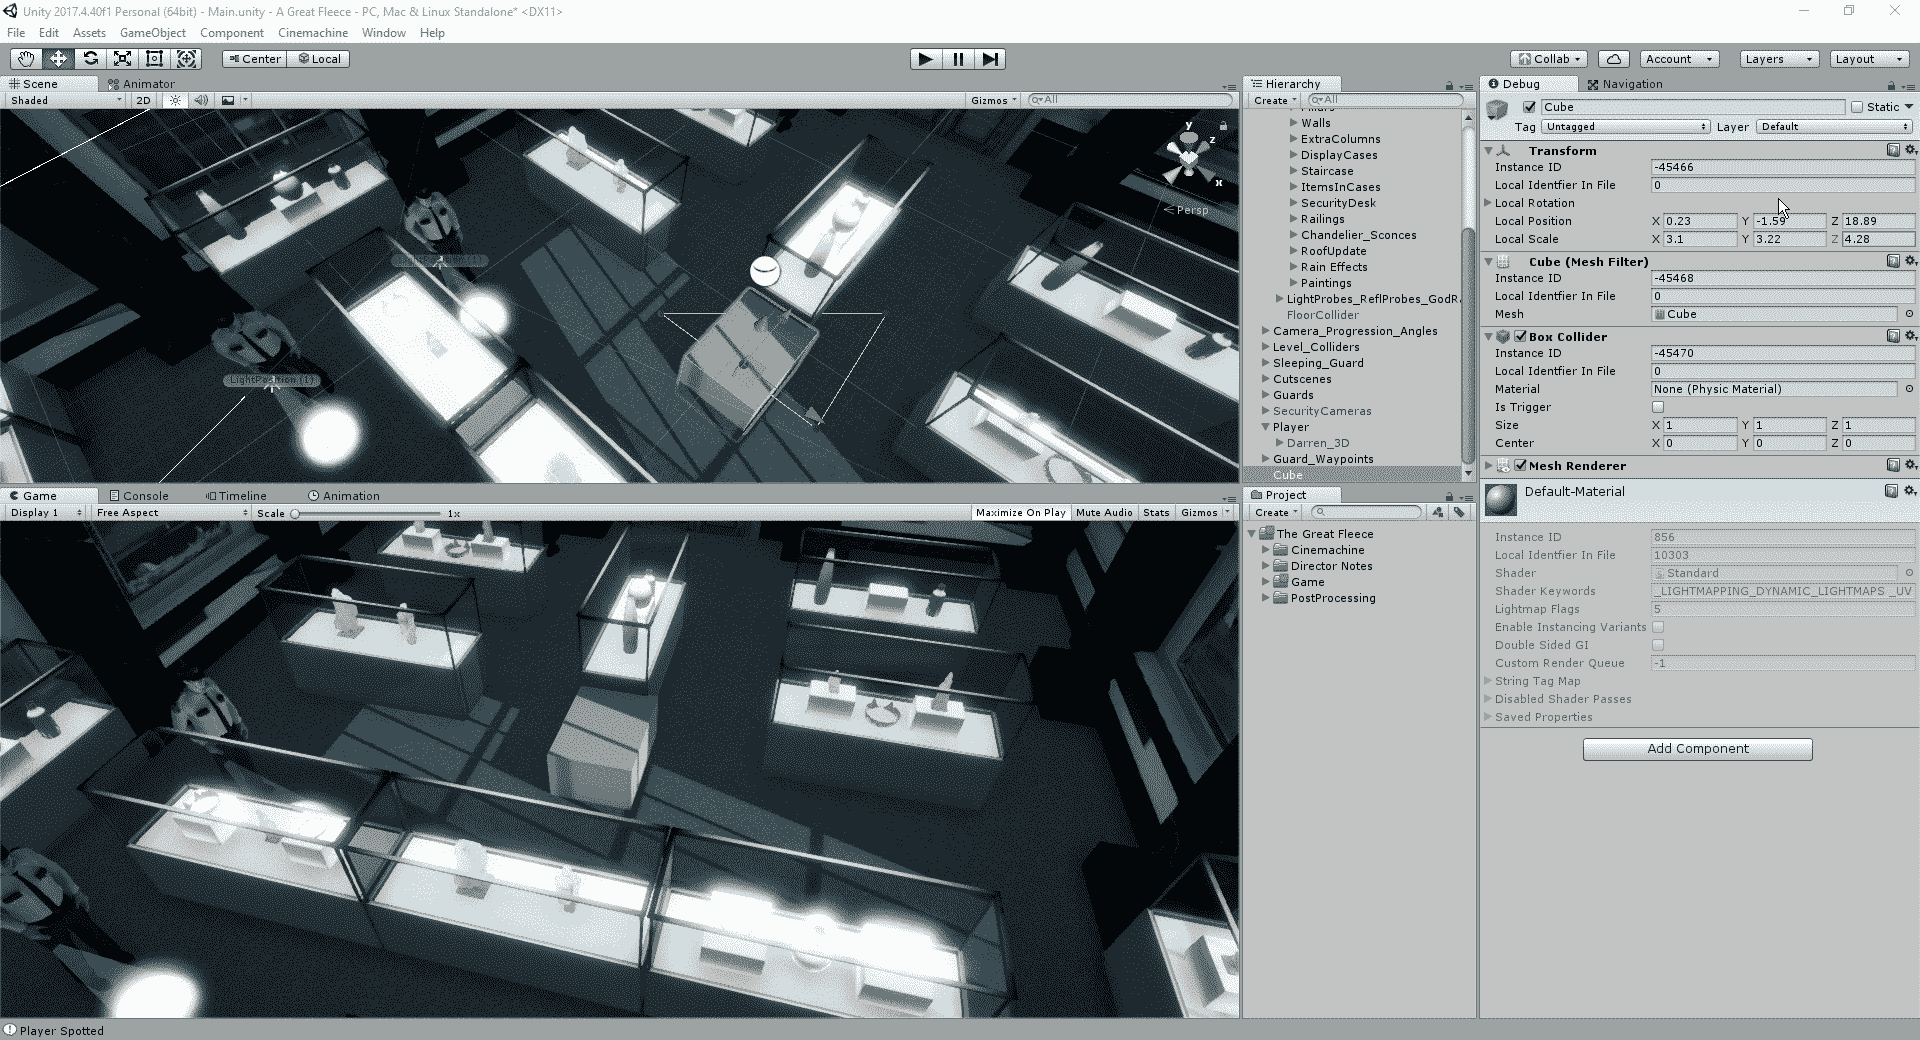 Unity 2017.4.40f1 Personal (64bit) - Main.unity - A Great Fleece - PC, Mac & Linux Standalone* <DX11>
File Edit Assets GameObject Component Cinemachine Window Help
Center Local Collab Account Layers Layout
Scene Animator
Shaded 2D Gizmos All
y z x
Persp
LightPosition (1)
Hierarchy
Create All
Walls
ExtraColumns
DisplayCases
Staircase
ItemsInCases
SecurityDesk
Railings
Chandelier_Sconces
RoofUpdate
Rain Effects
Paintings
LightProbes_ReflProbes_GodR
FloorCollider
Camera_Progression_Angles
Level_Colliders
Sleeping_Guard
Cutscenes
Guards
SecurityCameras
Player
Darren_3D
Guard_Waypoints
Cube
Debug Navigation
Cube Static
Tag Untagged Layer Default
Transform
Instance ID -45466
Local Identfier In File 0
Local Rotation
Local Position X 0.23 Y -1.59 Z 18.89
Local Scale X 3.1 Y 3.22 Z 4.28
Cube (Mesh Filter)
Instance ID -45468
Local Identfier In File 0
Mesh Cube
Box Collider
Instance ID -45470
Local Identfier In File 0
Material None (Physic Material)
Is Trigger
Size X 1 Y 1 Z 1
Center X 0 Y 0 Z 0
Mesh Renderer
Default-Material
Instance ID 856
Local Identfier In File 10303
Shader Standard
Shader Keywords _LIGHTMAPPING_DYNAMIC_LIGHTMAPS _UV
Lightmap Flags 5
Enable Instancing Variants
Double Sided GI
Custom Render Queue -1
String Tag Map
Disabled Shader Passes
Saved Properties
Add Component
Game Console Timeline Animation
Display 1 Free Aspect Scale 1x Maximize On Play Mute Audio Stats Gizmos
Project
Create
The Great Fleece
Cinemachine
Director Notes
Game
PostProcessing
Player Spotted